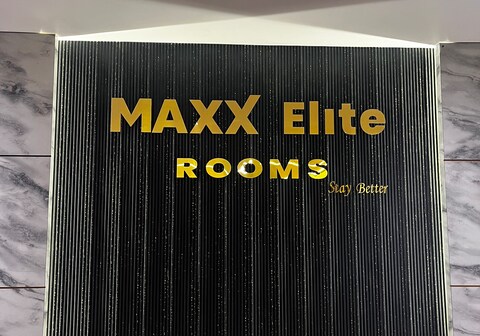 MAXX Elite
ROOMS
Stay Better